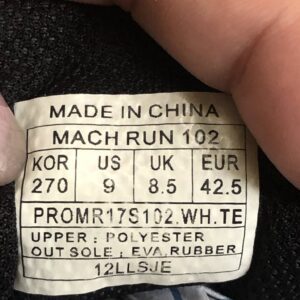 MADE IN CHINA
MACH RUN 102
KOR US UK EUR
270 9 8.5 42.5
PROMR17S102.WH.TE
UPPER : POLYESTER
OUT SOLE : EVA, RUBBER
12LLSJE